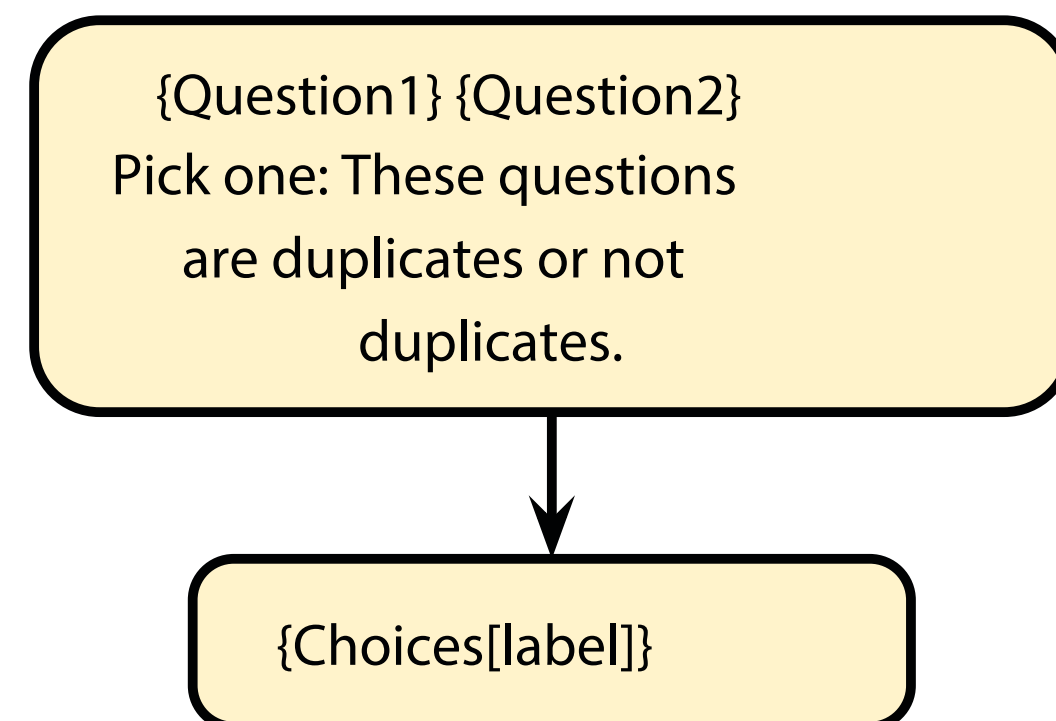 {Question1} {Question2}
Pick one: These questions
are duplicates or not
duplicates.
{Choices[label]}